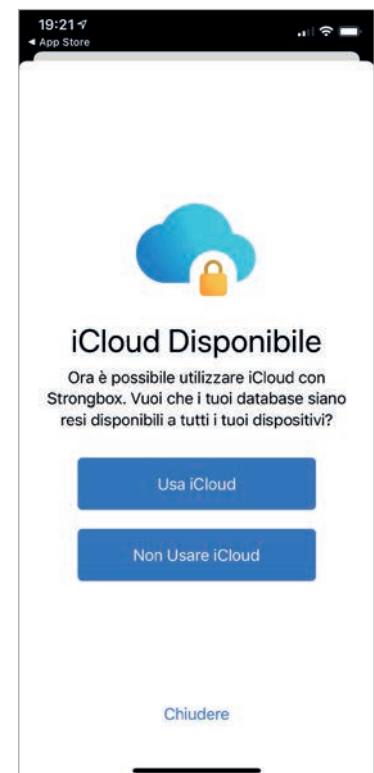 19:21
App Store
iCloud Disponibile
Ora è possibile utilizzare iCloud con
Strongbox. Vuoi che i tuoi database siano
resi disponibili a tutti i tuoi dispositivi?
Usa iCloud
Non Usare iCloud
Chiudere